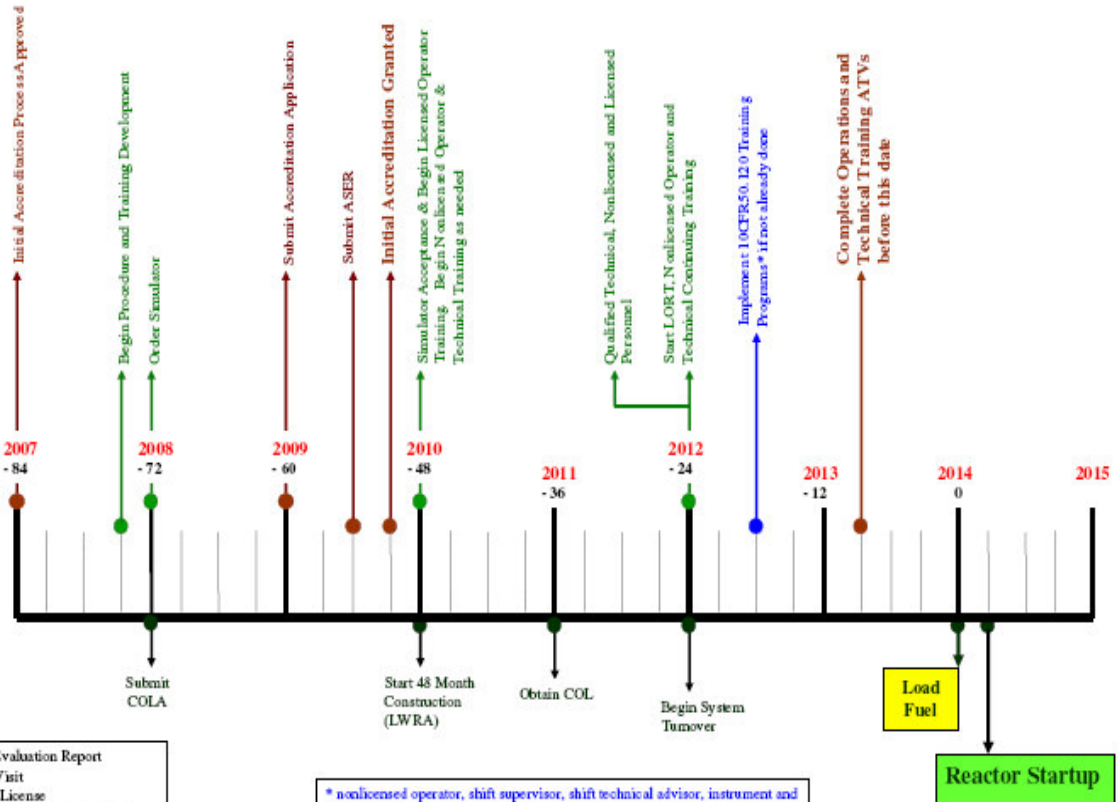 Initial Accreditation Process Approved
Begin Procedure and Training Development
Order Simulator
Submit Accreditation Application
Submit ASER
Initial Accreditation Granted
Simulator Acceptance & Begin Licensed Operator
Training. Begin Nonlicensed Operator &
Technical Training as needed
Qualified Technical, Nonlicensed and Licensed
Personnel
Start LORT, Nonlicensed Operator and
Technical Continuing Training
Implement 10CFR50.120 Training
Programs* if not already done
Complete Operations and
Technical Training ATVs
before this date
2007
- 84
2008
- 72
2009
- 60
2010
- 48
2011
- 36
2012
- 24
2013
- 12
2014
0
2015
Submit
COLA
Start 48 Month
Construction
(LWRA)
Obtain COL
Begin System
Turnover
Load
Fuel
Reactor Startup
Evaluation Report
Visit
License
* nonlicensed operator, shift supervisor, shift technical advisor, instrument and